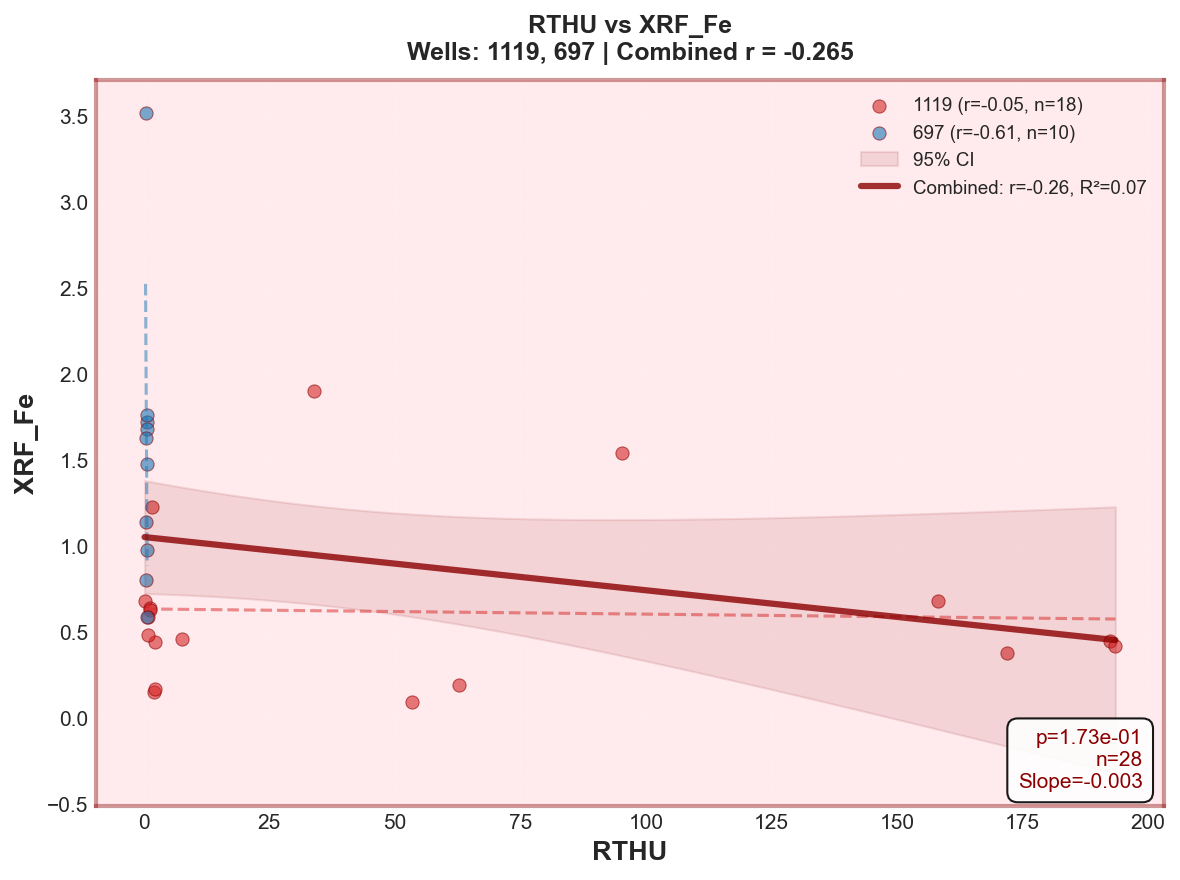 RTHU vs XRF_Fe
Wells: 1119, 697 | Combined r = -0.265
1119 (r=-0.05, n=18)
697 (r=-0.61, n=10)
95% CI
Combined: r=-0.26, R²=0.07
XRF_Fe
3.5
3.0
2.5
2.0
1.5
1.0
0.5
0.0
−0.5
p=1.73e-01
n=28
Slope=-0.003
0 25 50 75 100 125 150 175 200
RTHU